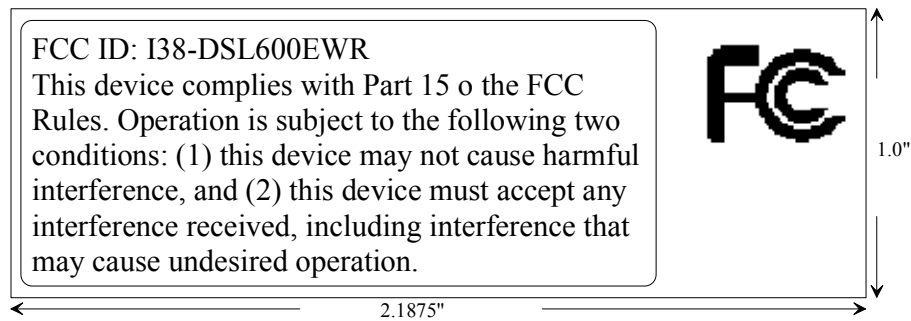 FCC ID: I38-DSL600EWR
This device complies with Part 15 o the FCC
Rules. Operation is subject to the following two
conditions: (1) this device may not cause harmful
interference, and (2) this device must accept any
interference received, including interference that
may cause undesired operation.
FCC
1.0"
2.1875"